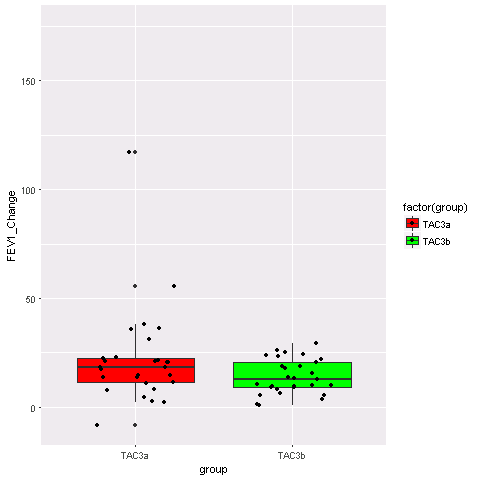 FEV1_Change
150
100
50
0
TAC3a
TAC3b
group
factor(group)
TAC3a
TAC3b